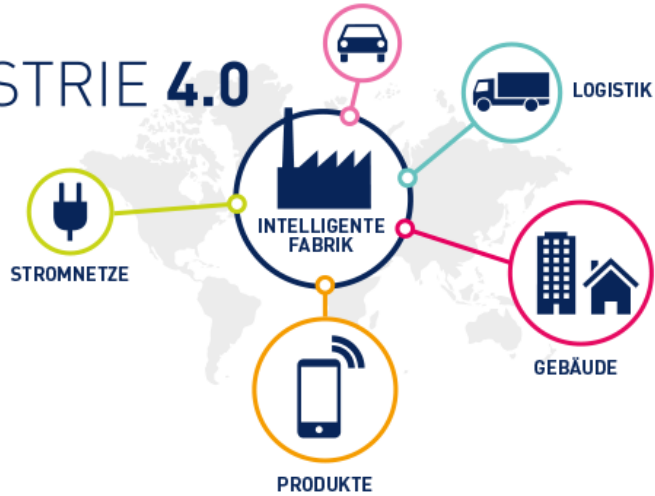 STRIE 4.0
LOGISTIK
INTELLIGENTE
FABRIK
STROMNETZE
GEBÄUDE
PRODUKTE